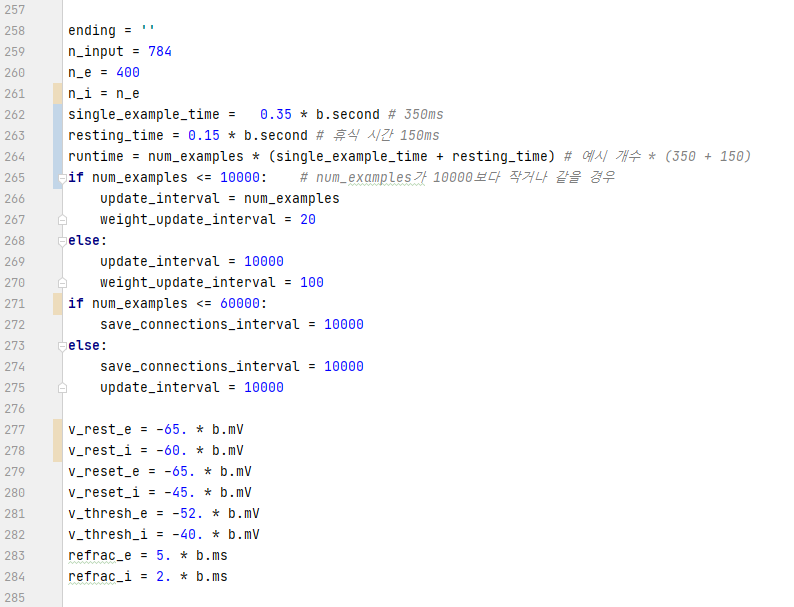 257
258 ending = ''
259 n_input = 784
260 n_e = 400
261 n_i = n_e
262 single_example_time =   0.35 * b.second # 350ms
263 resting_time = 0.15 * b.second # 휴식 시간 150ms
264 runtime = num_examples * (single_example_time + resting_time) # 예시 개수 * (350 + 150)
265 if num_examples <= 10000:    # num_examples가 10000보다 작거나 같을 경우
266     update_interval = num_examples
267     weight_update_interval = 20
268 else:
269     update_interval = 10000
270     weight_update_interval = 100
271 if num_examples <= 60000:
272     save_connections_interval = 10000
273 else:
274     save_connections_interval = 10000
275     update_interval = 10000
276
277 v_rest_e = -65. * b.mV
278 v_rest_i = -60. * b.mV
279 v_reset_e = -65. * b.mV
280 v_reset_i = -45. * b.mV
281 v_thresh_e = -52. * b.mV
282 v_thresh_i = -40. * b.mV
283 refrac_e = 5. * b.ms
284 refrac_i = 2. * b.ms
285